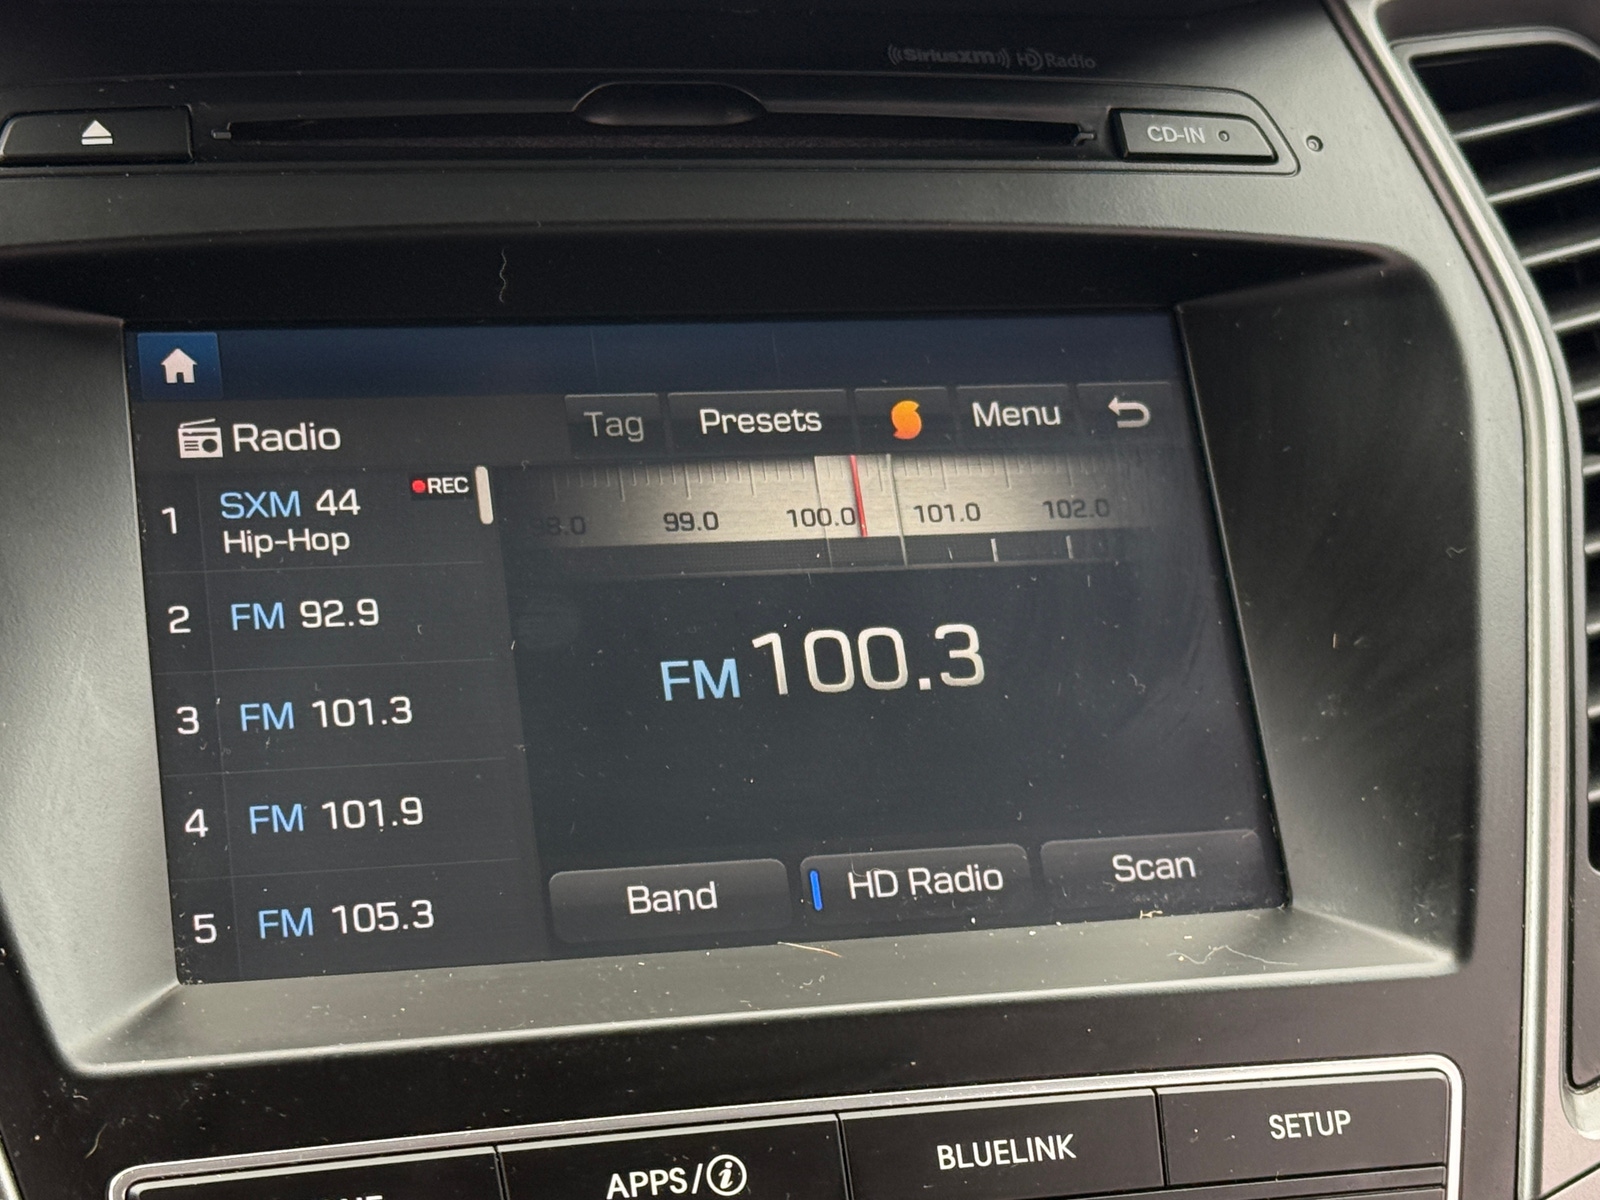 SiriusXM HD Radio
CD-IN
Radio
Tag
Presets
Menu
1 SXM 44 REC
Hip-Hop
98.0 99.0 100.0 101.0 102.0
2 FM 92.9
FM 100.3
3 FM 101.3
4 FM 101.9
5 FM 105.3
Band
HD Radio
Scan
APPS/i
BLUELINK
SETUP